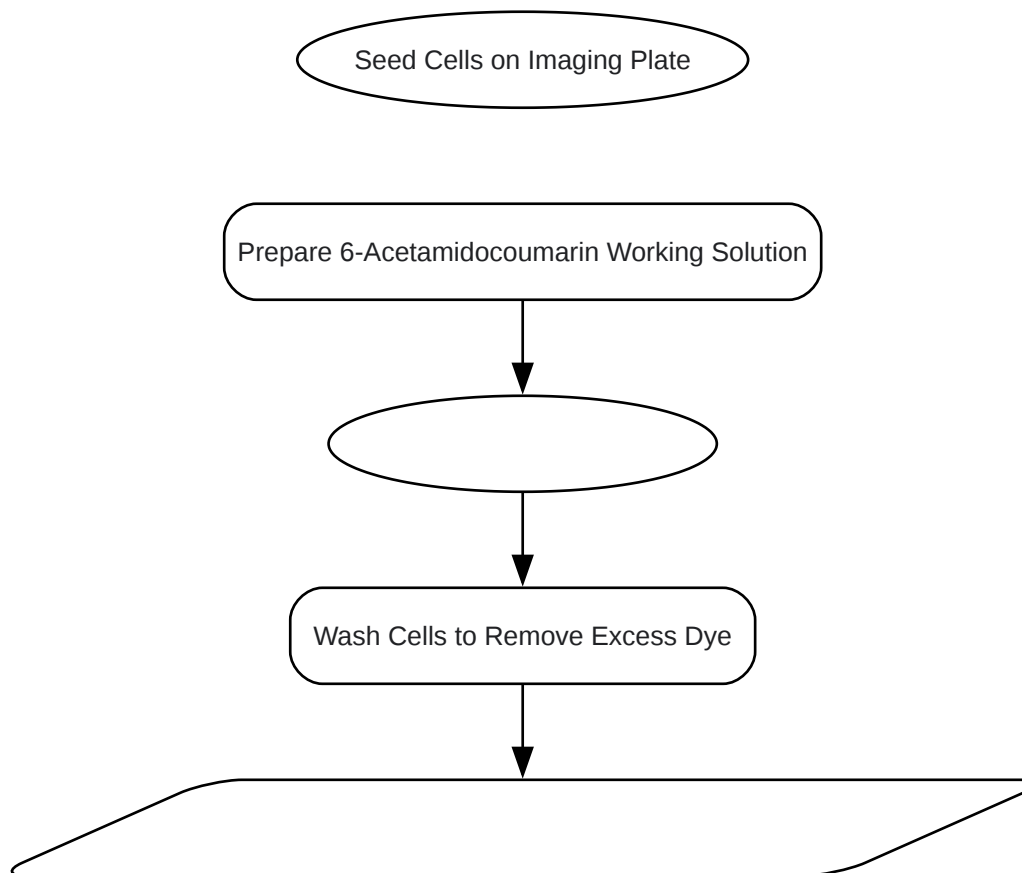 Seed Cells on Imaging Plate
Prepare 6-Acetamidocoumarin Working Solution
Wash Cells to Remove Excess Dye